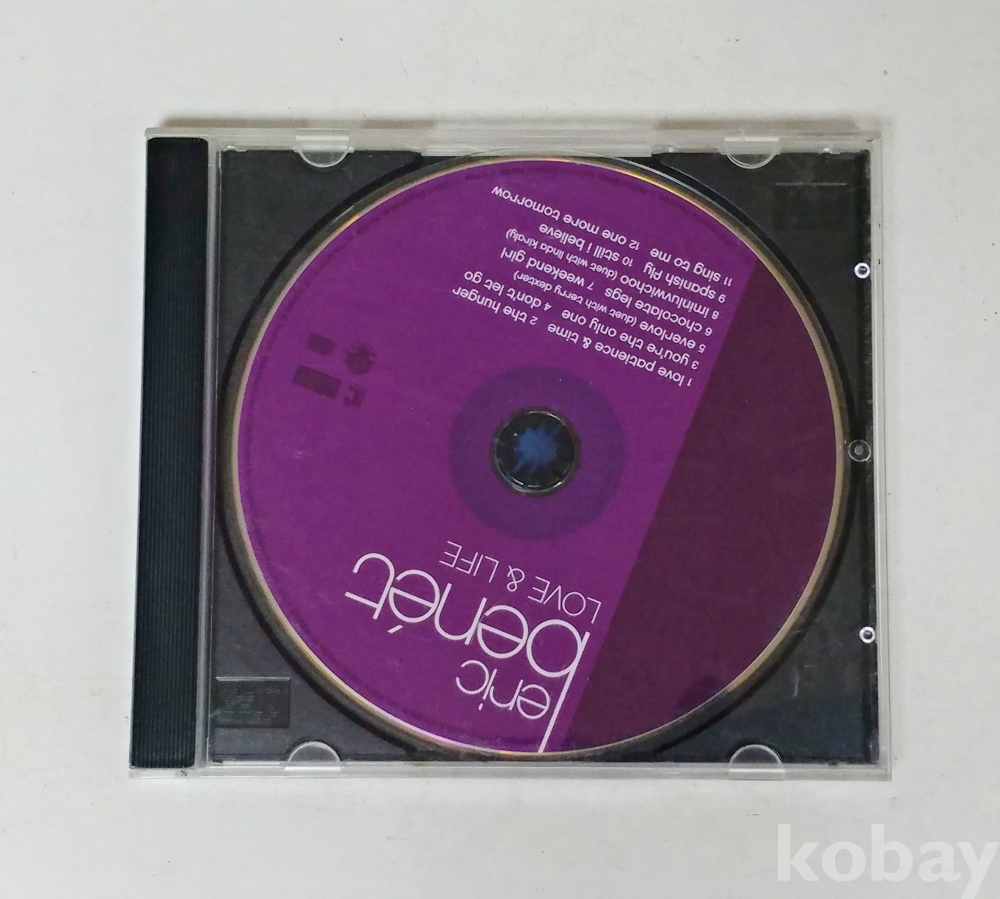 eric
benét
LOVE & LIFE
1 love patience & time 2 the hunger
3 you're the only one 4 don't let go
5 everlove (duet with terry dexter)
6 chocolate legs 7 weekend girl
8 iminluvwichoo (duet with linda kiraly)
9 spanish fly 10 still i believe
11 sing to me 12 one more tomorrow
kobay